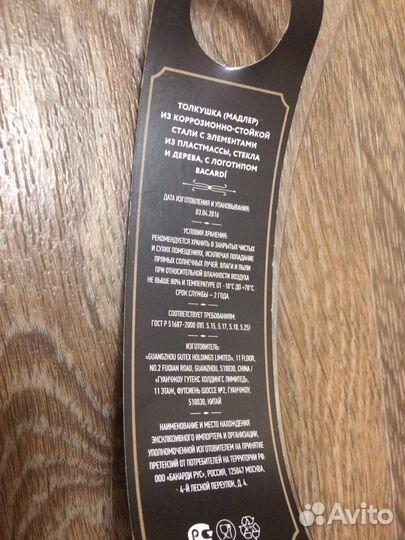 ТОЛКУШКА (МАДЛЕР)
ИЗ КОРРОЗИОННО-СТОЙКОЙ
СТАЛИ С ЭЛЕМЕНТАМИ
ИЗ ПЛАСТМАССЫ, СТЕКЛА
И ДЕРЕВА, С ЛОГОТИПОМ
BACARDÍ
ДАТА ИЗГОТОВЛЕНИЯ И УПАКОВЫВАНИЯ:
03.04.2016
УСЛОВИЯ ХРАНЕНИЯ:
РЕКОМЕНДУЕТСЯ ХРАНИТЬ В ЗАКРЫТЫХ ЧИСТЫХ
И СУХИХ ПОМЕЩЕНИЯХ, ИСКЛЮЧАЯ ПОПАДАНИЕ
ПРЯМЫХ СОЛНЕЧНЫХ ЛУЧЕЙ, ВЛАГИ И ПЫЛИ
ПРИ ОТНОСИТЕЛЬНОЙ ВЛАЖНОСТИ ВОЗДУХА
НЕ ВЫШЕ 80% И ТЕМПЕРАТУРЕ ОТ -10°C ДО +70°C.
СРОК СЛУЖБЫ – 2 ГОДА.
СООТВЕТСТВУЕТ ТРЕБОВАНИЯМ:
ГОСТ Р 51687-2000 (ПП. 5.15, 5.17, 5.18, 5.25)
ИЗГОТОВИТЕЛЬ:
«GUANGZHOU GUTEX HOLDINGS LIMITED», 11 FLOOR,
NO.2 FUQIAN ROAD, GUANZHOU, 510030, CHINA /
«ГУАНЧЖОУ ГУТЕКС ХОЛДИНГС ЛИМИТЕД»,
11 ЭТАЖ, ФУТСИЕНЬ ШОССЕ №2, ГУАНЧЖОУ,
510030, КИТАЙ
НАИМЕНОВАНИЕ И МЕСТО НАХОЖДЕНИЯ
ЭКСКЛЮЗИВНОГО ИМПОРТЕРА И ОРГАНИЗАЦИИ,
УПОЛНОМОЧЕННОЙ ИЗГОТОВИТЕЛЕМ НА ПРИНЯТИЕ
ПРЕТЕНЗИЙ ОТ ПОТРЕБИТЕЛЕЙ НА ТЕРРИТОРИИ РФ:
ООО «БАКАРДИ РУС», РОССИЯ, 125047 МОСКВА,
4-Й ЛЕСНОЙ ПЕРЕУЛОК, Д. 4.
Avito